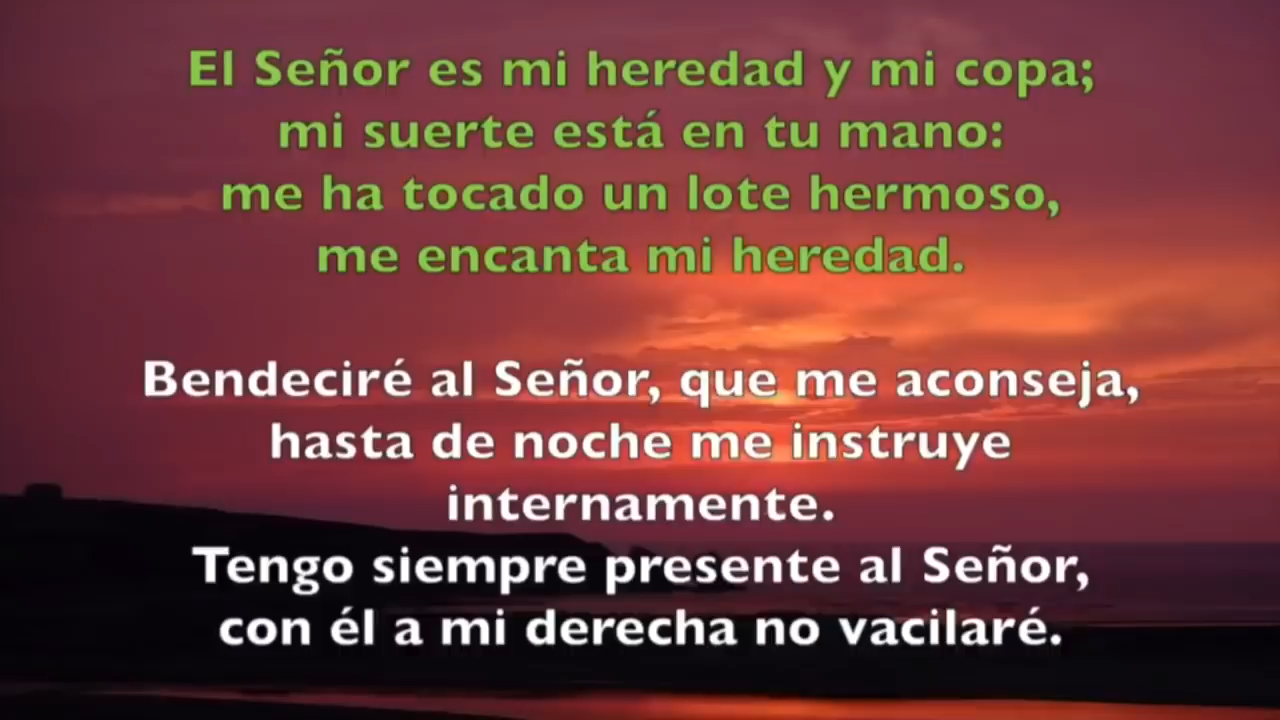 El Señor es mi heredad y mi copa;
mi suerte está en tu mano:
me ha tocado un lote hermoso,
me encanta mi heredad.
Bendeciré al Señor, que me aconseja,
hasta de noche me instruye
internamente.
Tengo siempre presente al Señor,
con él a mi derecha no vacilaré.